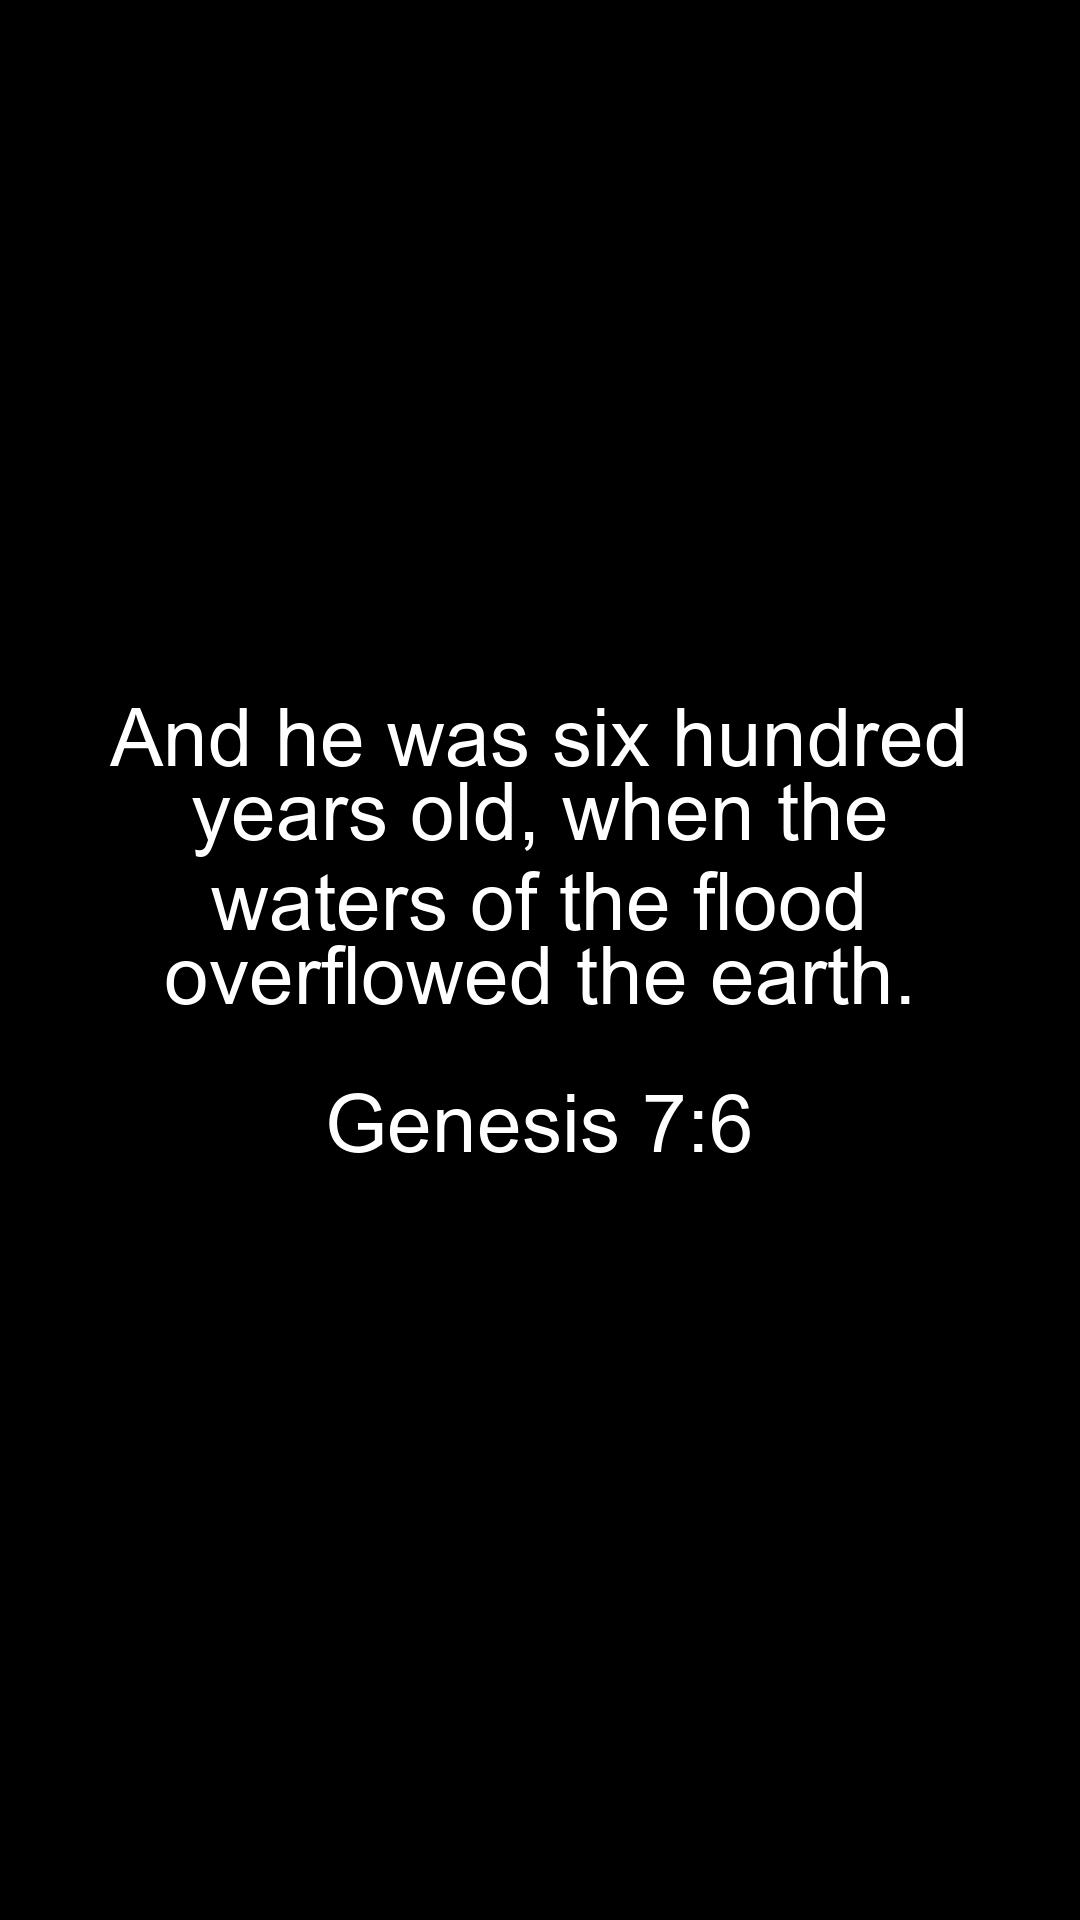 And he was six hundred
years old, when the
waters of the flood
overflowed the earth.
Genesis 7:6